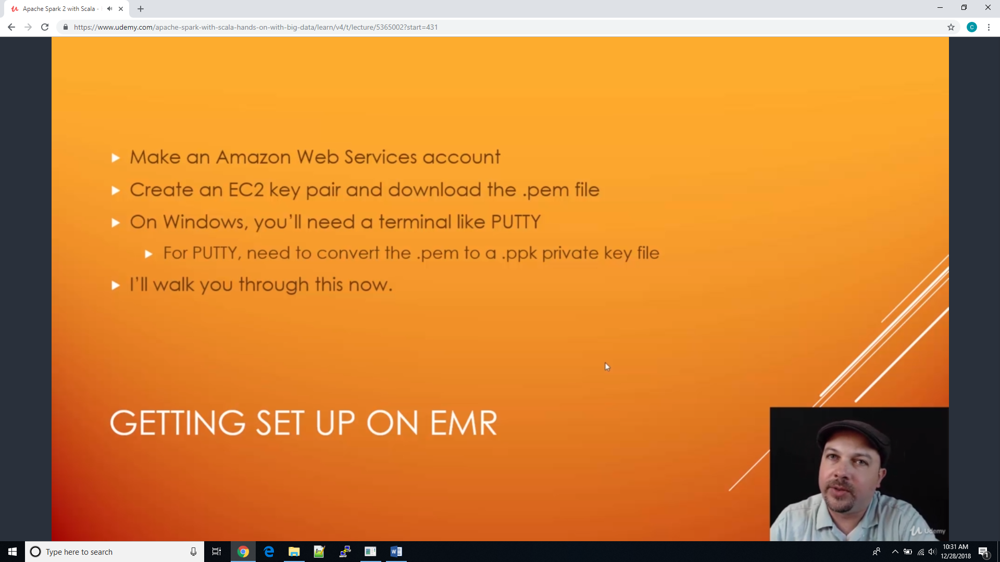 Apache Spark 2 with Scala -
https://www.udemy.com/apache-spark-with-scala-hands-on-with-big-data/learn/v4/t/lecture/5365002?start=431
C
Make an Amazon Web Services account
Create an EC2 key pair and download the .pem file
On Windows, you'll need a terminal like PUTTY
For PUTTY, need to convert the .pem to a .ppk private key file
I'll walk you through this now.
GETTING SET UP ON EMR
Udemy
Type here to search
10:31 AM
12/28/2018
1